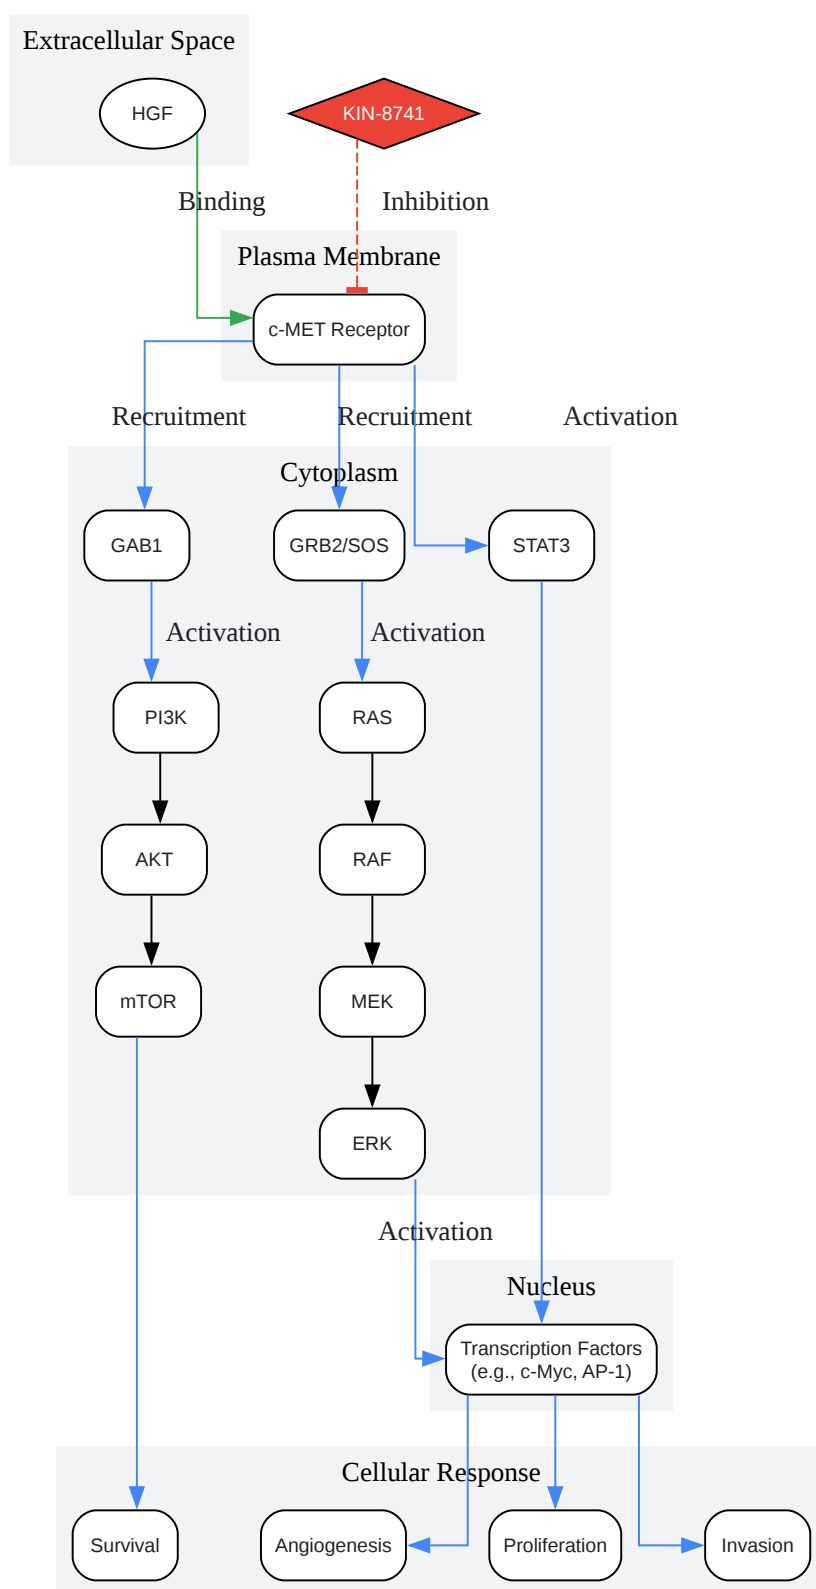 Extracellular Space
HGF
KIN-8741
Binding
Inhibition
Plasma Membrane
c-MET Receptor
Recruitment
Recruitment
Activation
Cytoplasm
GAB1
GRB2/SOS
STAT3
Activation
Activation
PI3K
RAS
AKT
RAF
mTOR
MEK
ERK
Activation
Nucleus
Transcription Factors
(e.g., c-Myc, AP-1)
Cellular Response
Survival
Angiogenesis
Proliferation
Invasion